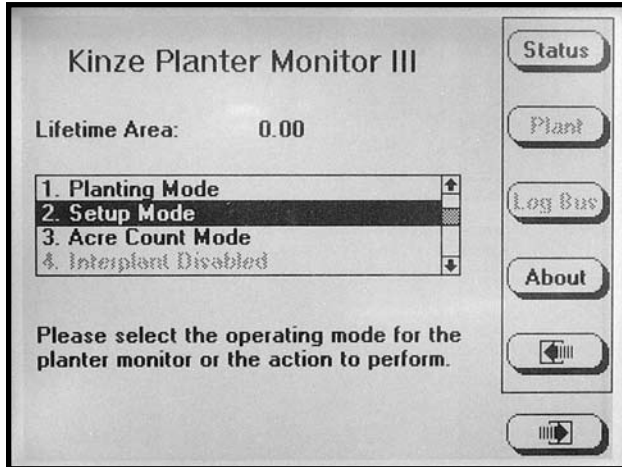 Kinze Planter Monitor III
Lifetime Area: 0.00
1. Planting Mode
2. Setup Mode
3. Acre Count Mode
4. Interplant Disabled
Please select the operating mode for the
planter monitor or the action to perform.
Status
Plant
Log Bus
About